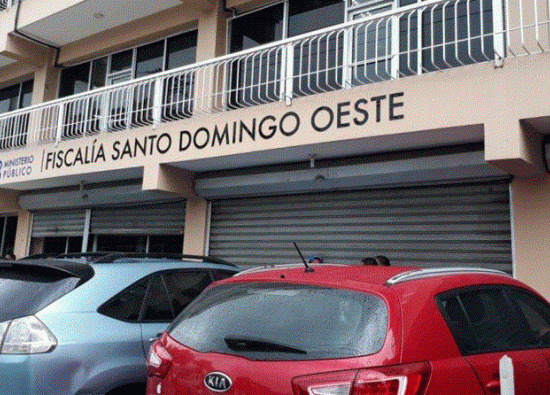 MINISTERIO PÚBLICO
FISCALÍA SANTO DOMINGO OESTE
KIA